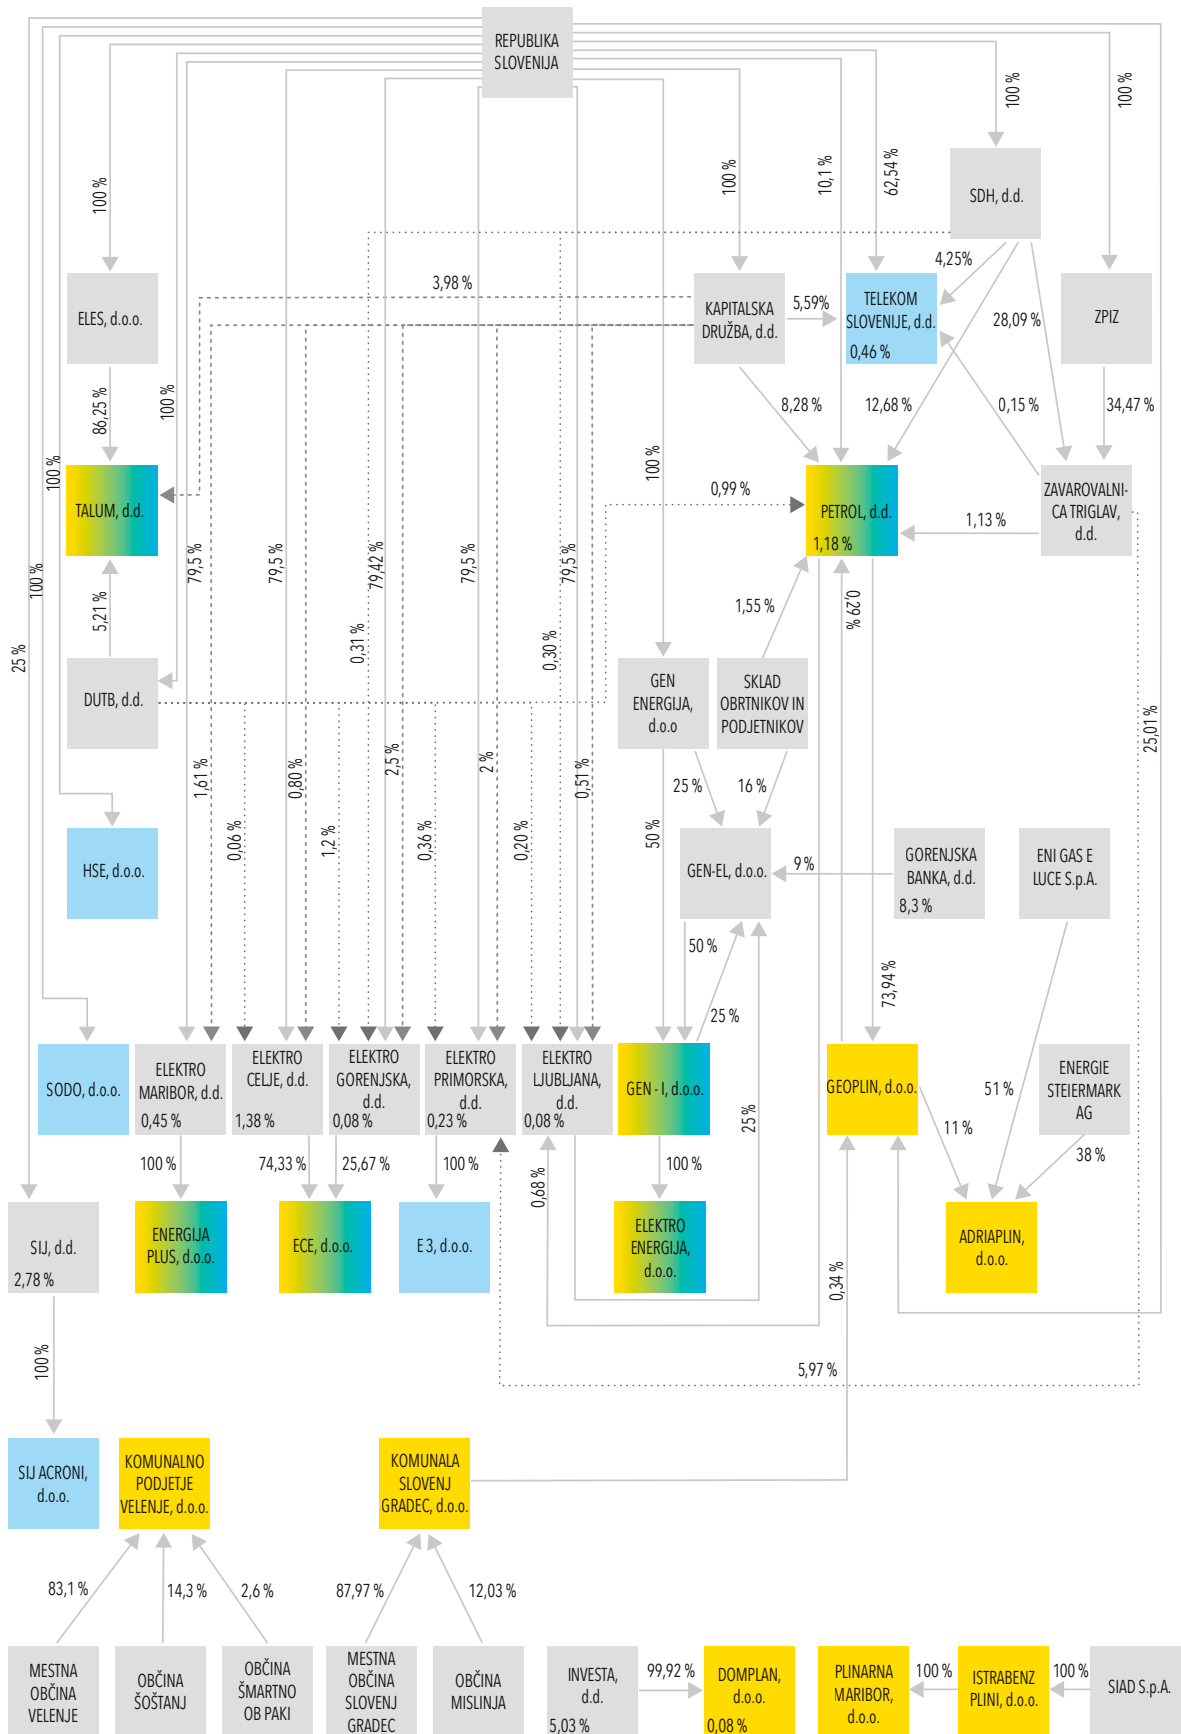 REPUBLIKA
SLOVENIJA
100 %
100 %
SDH, d.d.
100 %
100 %
10,1 %
62,54 %
4,25%
3,98 %
ELES, d.o.o.
KAPITALSKA
DRUŽBA, d.d.
5,59%
TELEKOM
SLOVENIJE, d.d.
0,46 %
28,09 %
ZPIZ
86,25 %
100 %
8,28 %
12,68 %
0,15 %
34,47 %
100 %
100 %
100 %
TALUM, d.d.
0,99 %
PETROL, d.d.
1,18 %
ZAVAROVALNI-
CA TRIGLAV,
d.d.
1,13 %
100 %
79,5 %
79,5 %
79,42 %
79,5 %
79,5 %
5,21 %
25 %
0,31 %
0,30 %
1,55 %
0,29 %
DUTB, d.d.
GEN
ENERGIJA,
d.o.o
SKLAD
OBRTNIKOV IN
PODJETNIKOV
25,01 %
1,61 %
0,80 %
2,5 %
2 %
0,51 %
25 %
16 %
0,06 %
1,2 %
0,36 %
0,20 %
50 %
HSE, d.o.o.
GEN-EL, d.o.o.
9 %
GORENJSKA
BANKA, d.d.
8,3 %
ENI GAS E
LUCE S.p.A.
50 %
73,94 %
25 %
SODO, d.o.o.
ELEKTRO
MARIBOR, d.d.
0,45 %
ELEKTRO
CELJE, d.d.
1,38 %
ELEKTRO
GORENJSKA,
d.d.
0,08 %
ELEKTRO
PRIMORSKA,
d.d.
0,23 %
ELEKTRO
LJUBLJANA,
d.d.
0,08 %
GEN - I, d.o.o.
25 %
GEOPLIN, d.o.o.
51 %
ENERGIE
STEIERMARK
AG
11 %
38 %
100 %
74,33 %
25,67 %
100 %
0,68 %
100 %
SIJ, d.d.
2,78 %
ENERGIJA
PLUS, d.o.o.
ECE, d.o.o.
E 3, d.o.o.
ELEKTRO
ENERGIJA,
d.o.o.
ADRIAPLIN,
d.o.o.
0,34 %
100 %
5,97 %
SIJ ACRONI,
d.o.o.
KOMUNALNO
PODJETJE
VELENJE, d.o.o.
KOMUNALA
SLOVENJ
GRADEC, d.o.o.
83,1 %
14,3 %
2,6 %
87,97 %
12,03 %
MESTNA
OBČINA
VELENJE
OBČINA
ŠOŠTANJ
OBČINA
ŠMARTNO
OB PAKI
MESTNA
OBČINA
SLOVENJ
GRADEC
OBČINA
MISLINJA
INVESTA,
d.d.
5,03 %
99,92 %
DOMPLAN,
d.o.o.
0,08 %
PLINARNA
MARIBOR,
d.o.o.
100 %
ISTRABENZ
PLINI, d.o.o.
100 %
SIAD S.p.A.